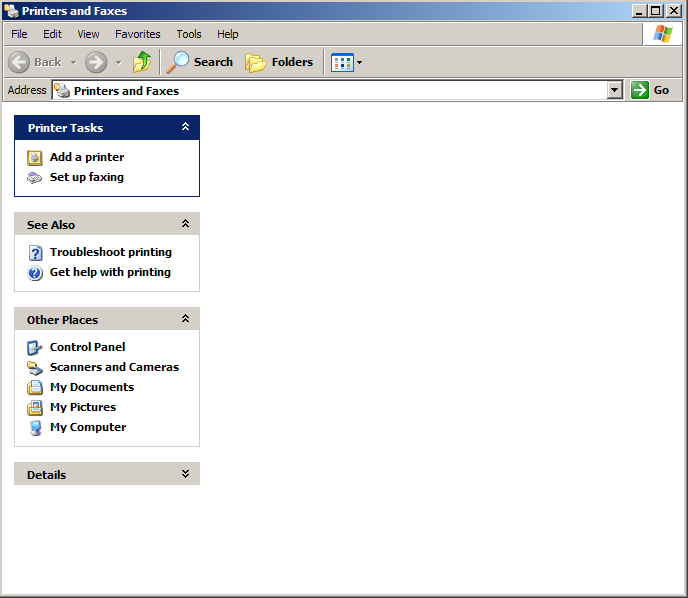 Printers and Faxes
File Edit View Favorites Tools Help
Back Search Folders
Address Printers and Faxes Go
Printer Tasks
Add a printer
Set up faxing
See Also
Troubleshoot printing
Get help with printing
Other Places
Control Panel
Scanners and Cameras
My Documents
My Pictures
My Computer
Details